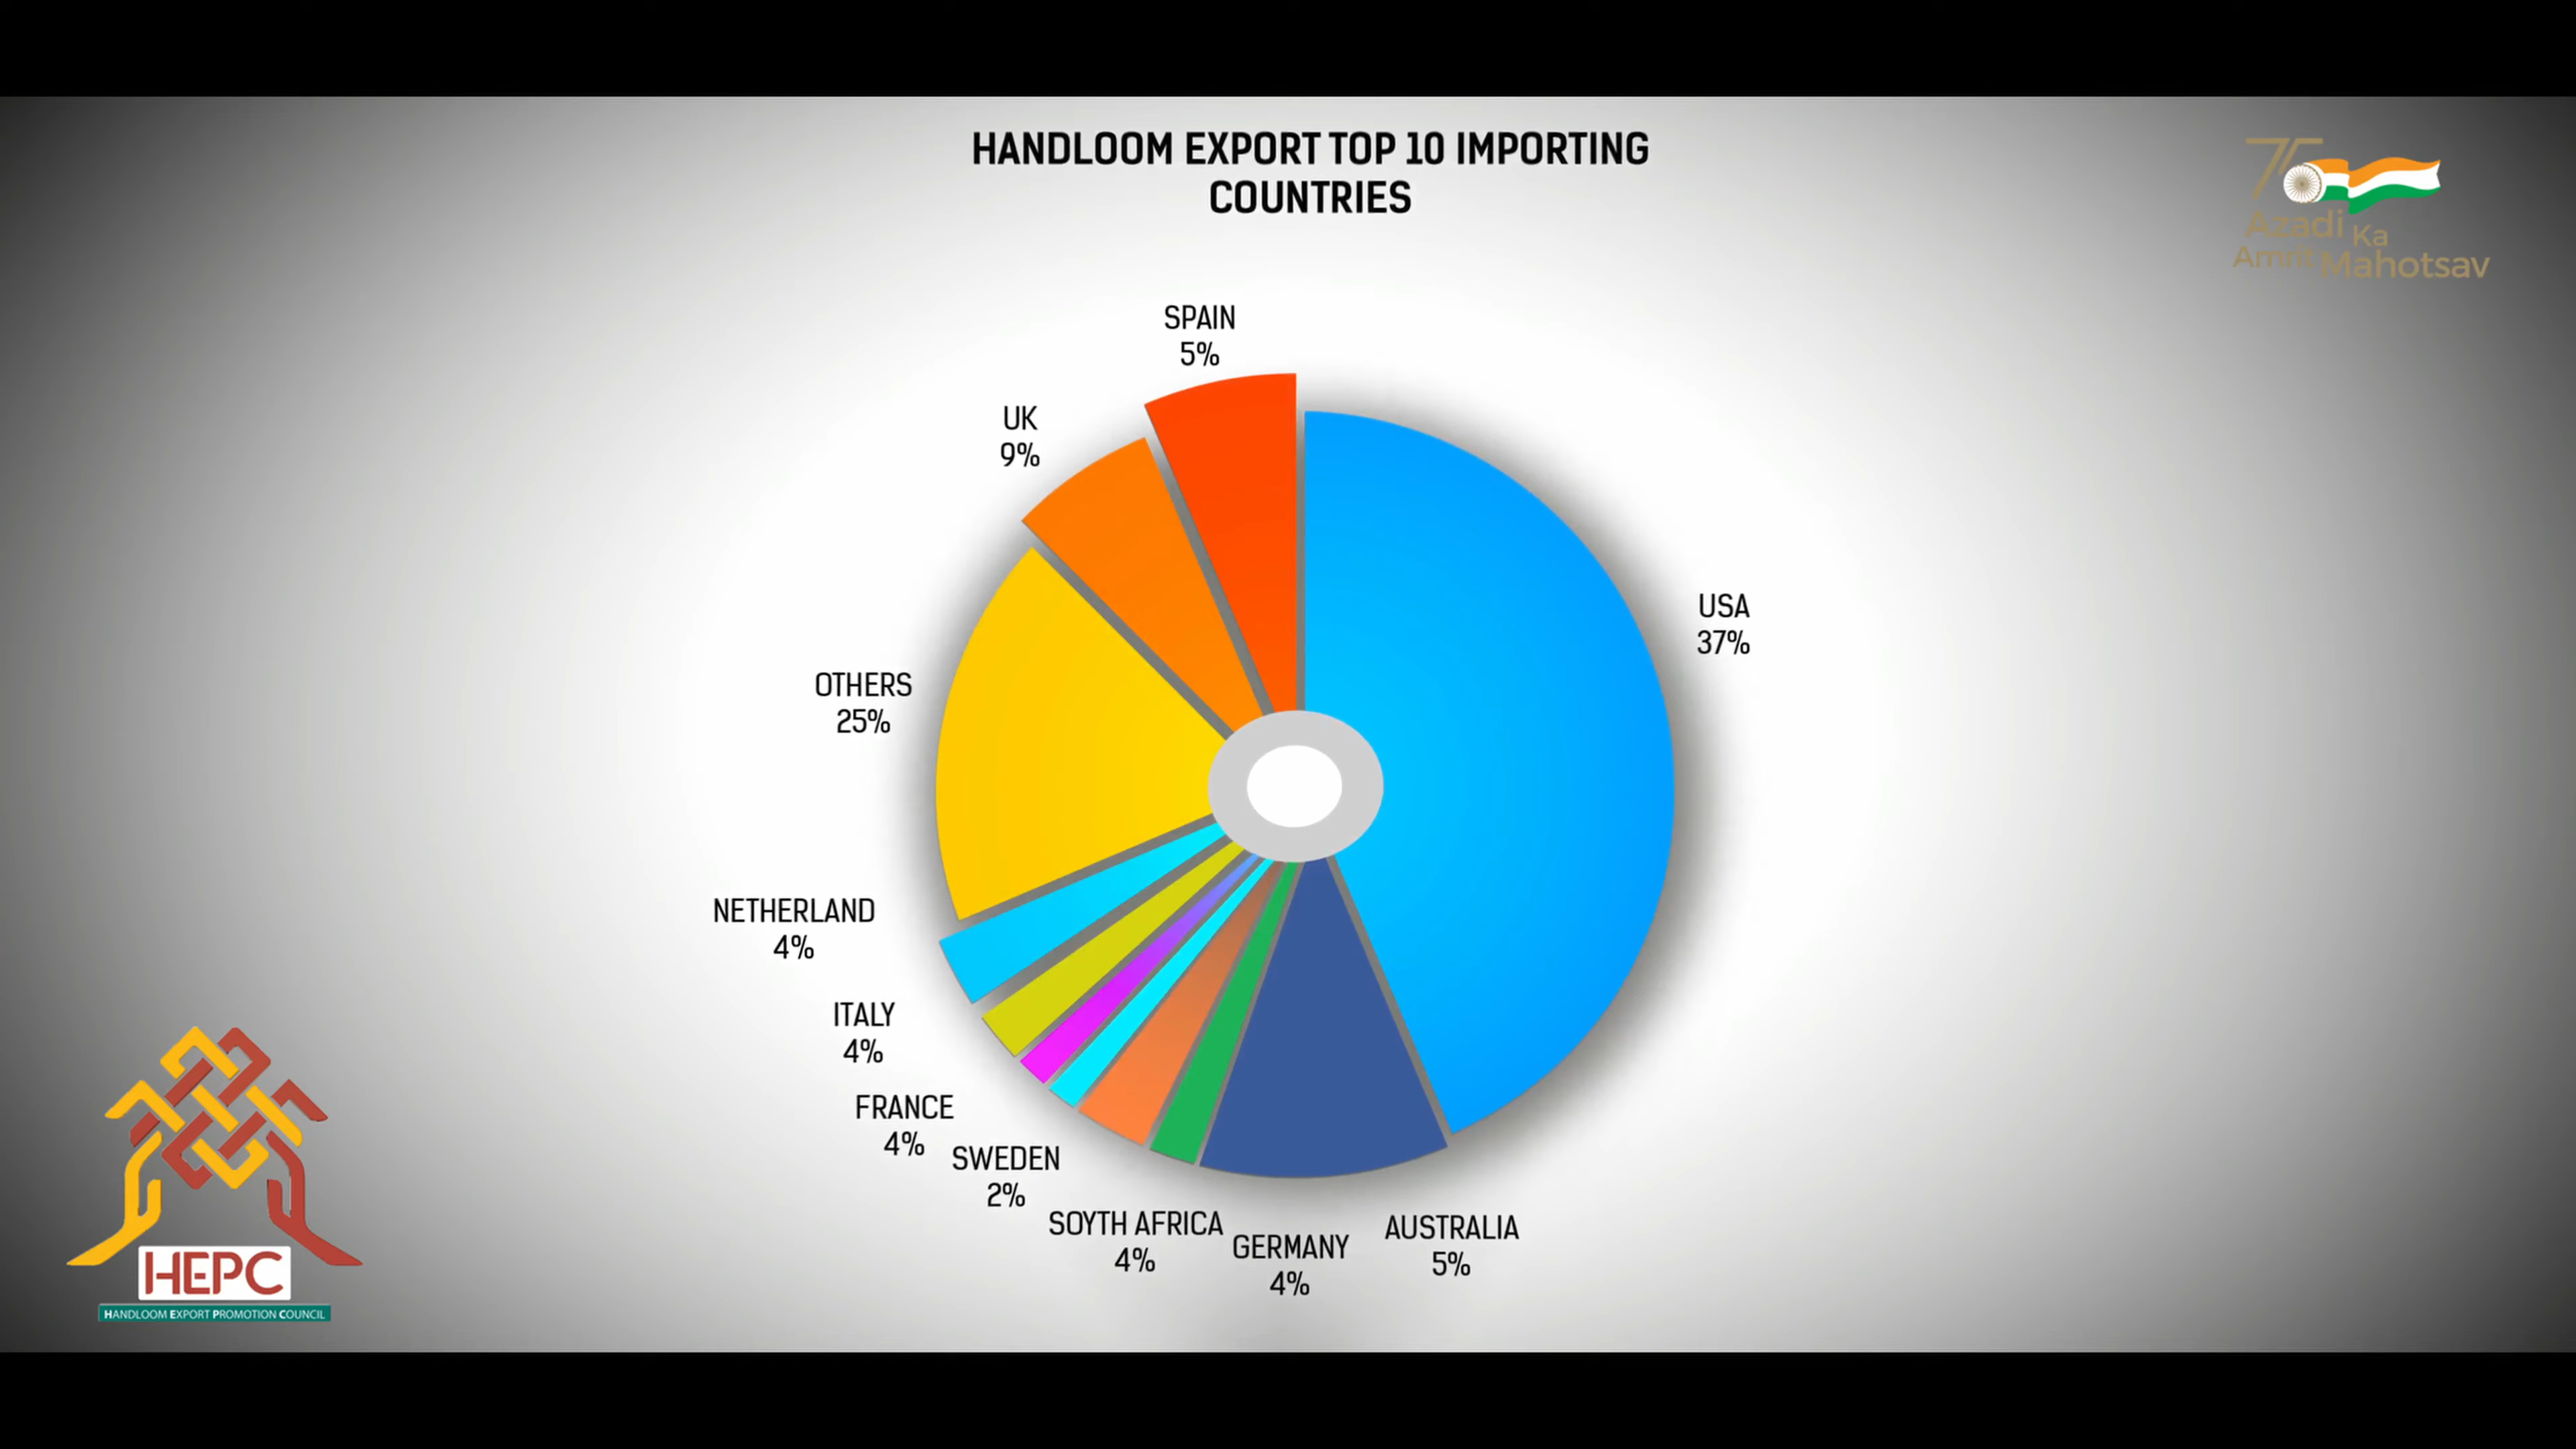 HANDLOOM EXPORT TOP 10 IMPORTING
COUNTRIES
75
Azadi Ka
Amrit Mahotsav
SPAIN
5%
UK
9%
USA
37%
OTHERS
25%
NETHERLAND
4%
ITALY
4%
FRANCE
4%
SWEDEN
2%
SOYTH AFRICA
4%
GERMANY
4%
AUSTRALIA
5%
HEPC
HANDLOOM EXPORT PROMOTION COUNCIL